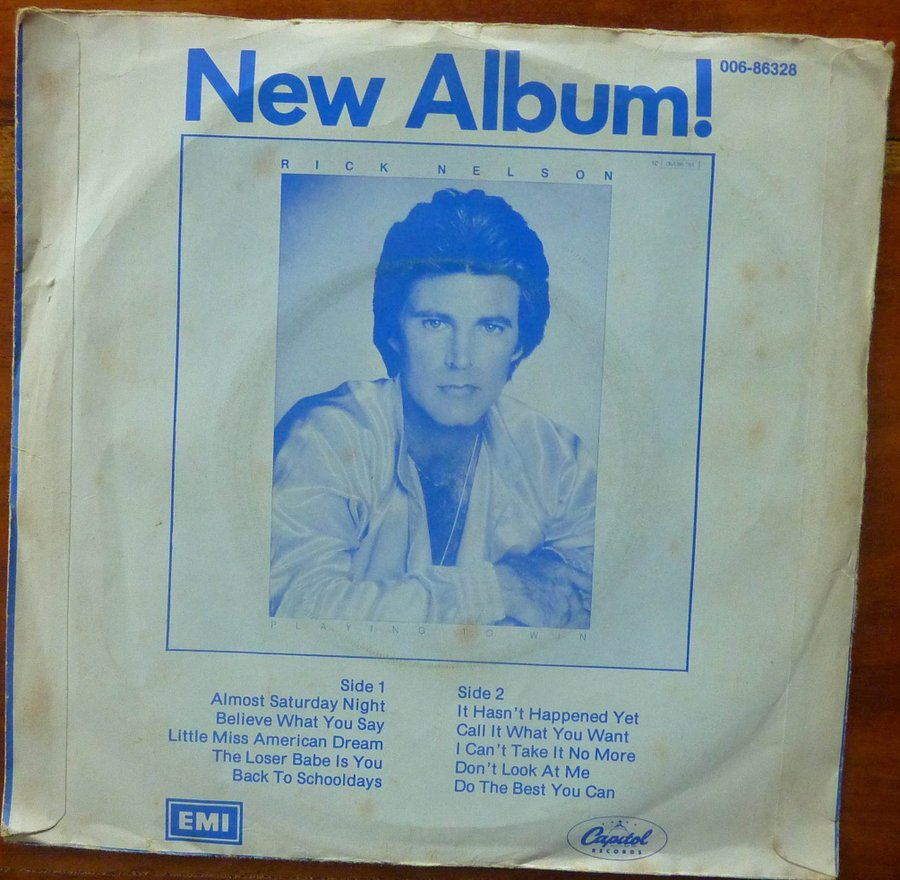 New Album!
006-86328
RICK NELSON
PLAYING TO WIN
Side 1
Almost Saturday Night
Believe What You Say
Little Miss American Dream
The Loser Babe Is You
Back To Schooldays
Side 2
It Hasn't Happened Yet
Call It What You Want
I Can't Take It No More
Don't Look At Me
Do The Best You Can
EMI
Capitol
RECORDS